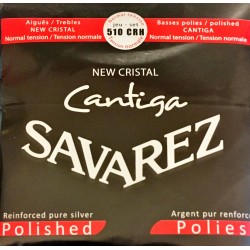 Aiguës / Trebles
NEW CRISTAL
Normal tension / Tension normale
jeu - set
510 CRH
Basses polies / polished
CANTIGA
Normal tension / Tension normale
NEW CRISTAL
Cantiga
SAVAREZ
Polished
Polies
Reinforced pure silver
Argent pur renforc